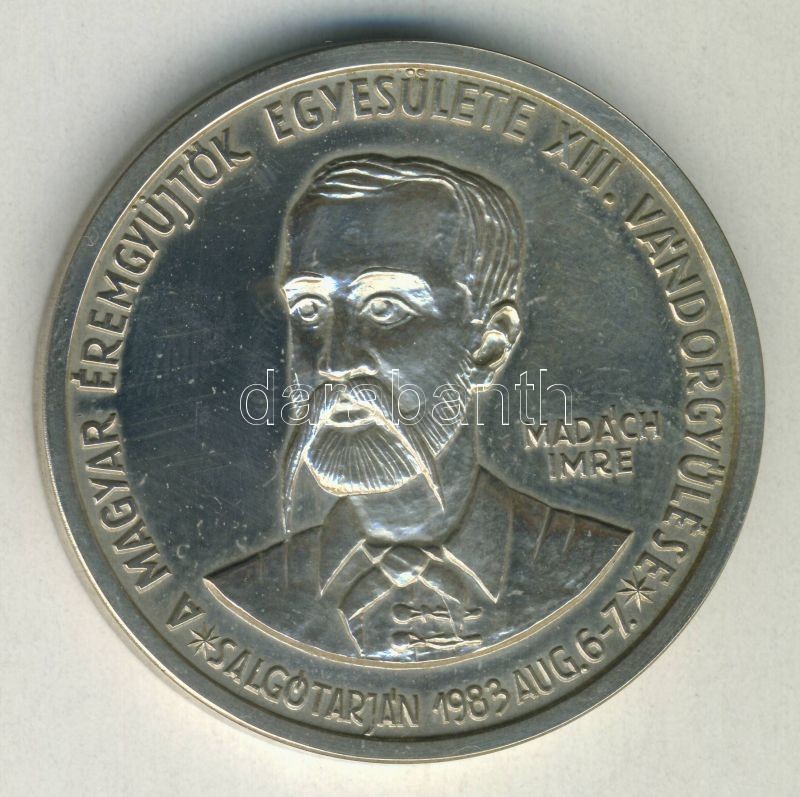 A MAGYAR ÉREMGYŰJTŐK EGYESÜLETE XIII. VÁNDORGYŰLÉSE
MADÁCH
IMRE
SALGÓTARJÁN 1983 AUG. 6-7.
darabanth